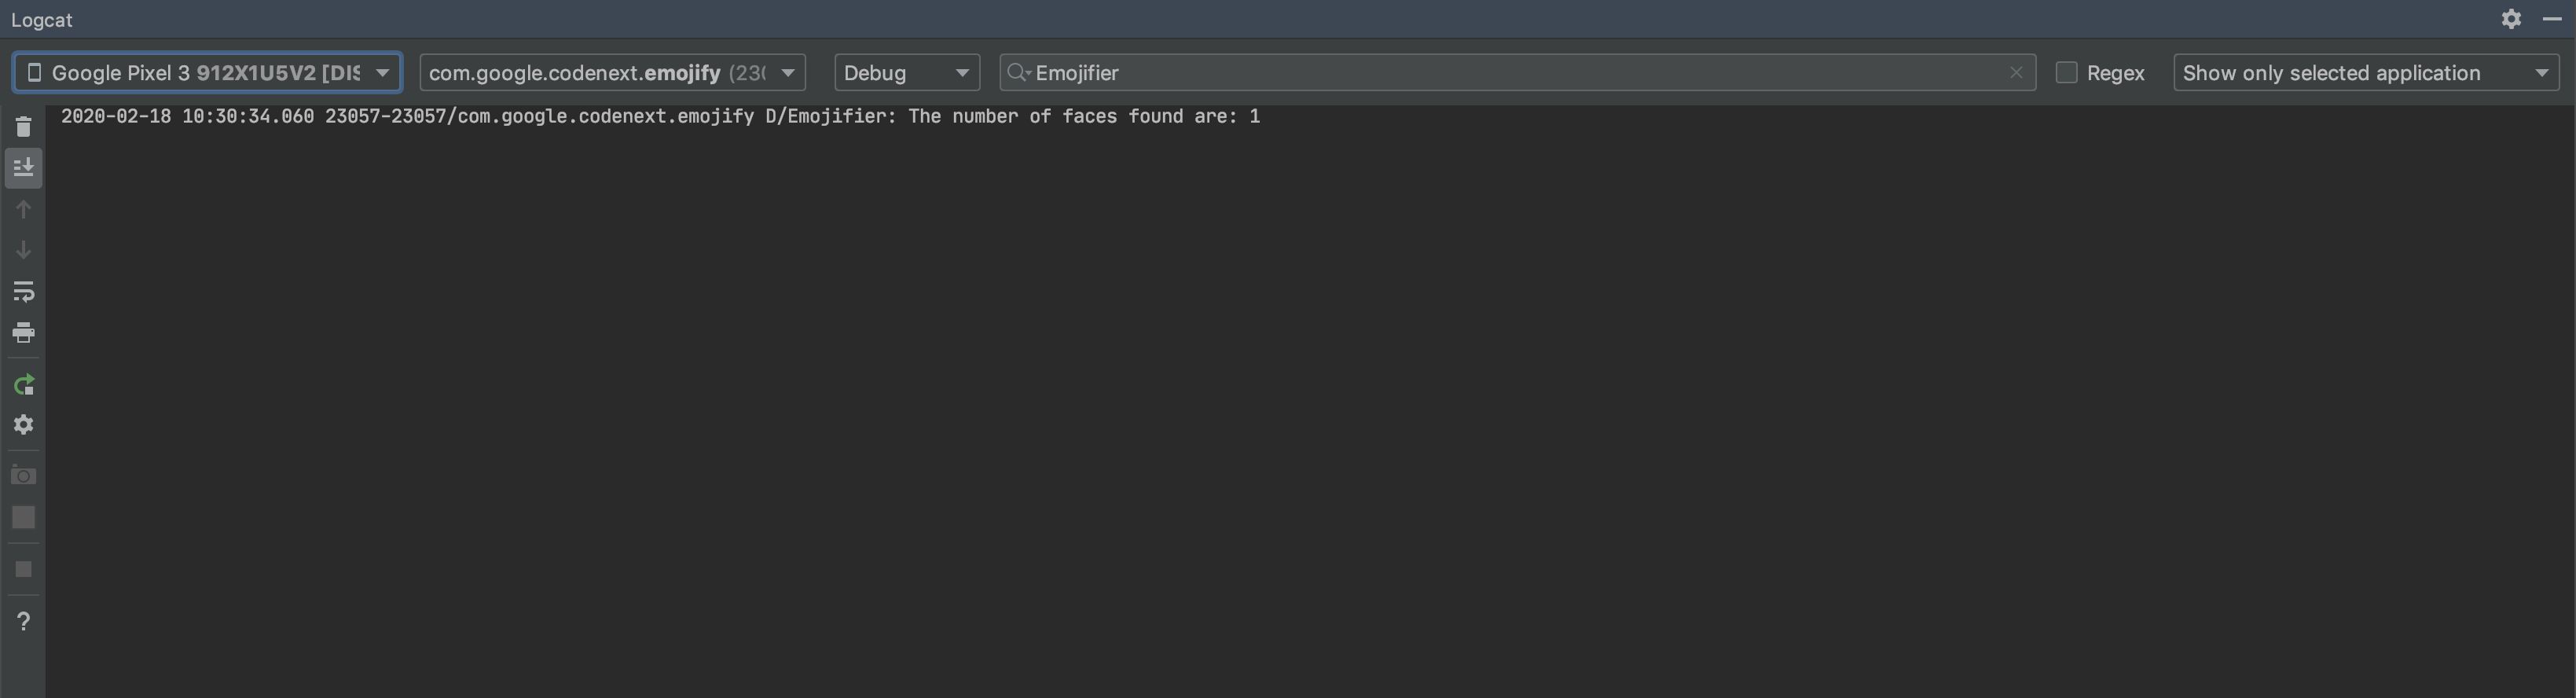 Logcat
Google Pixel 3 912X1U5V2 [DIS
com.google.codenext.emojify (230
Debug
Emojifier
Regex
Show only selected application
2020-02-18 10:30:34.060 23057-23057/com.google.codenext.emojify D/Emojifier: The number of faces found are: 1
?